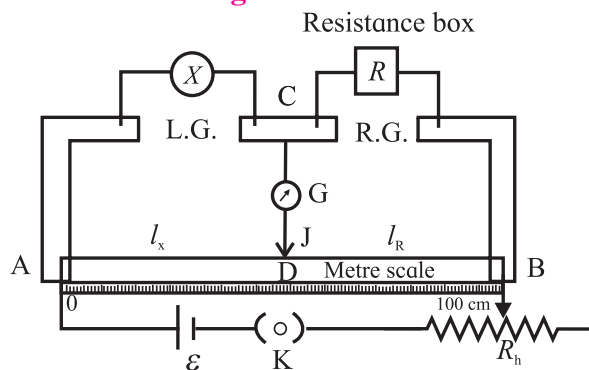 g
Resistance box
X
R
C
L.G.
R.G.
G
l_x
J
l_R
A
D
Metre scale
B
0
100 cm
ε
K
R_h